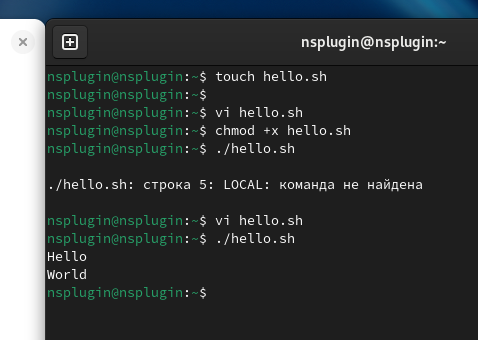 nsplugin@nsplugin:~
nsplugin@nsplugin:~$ touch hello.sh
nsplugin@nsplugin:~$
nsplugin@nsplugin:~$ vi hello.sh
nsplugin@nsplugin:~$ chmod +x hello.sh
nsplugin@nsplugin:~$ ./hello.sh
./hello.sh: строка 5: LOCAL: команда не найдена
nsplugin@nsplugin:~$ vi hello.sh
nsplugin@nsplugin:~$ ./hello.sh
Hello
World
nsplugin@nsplugin:~$